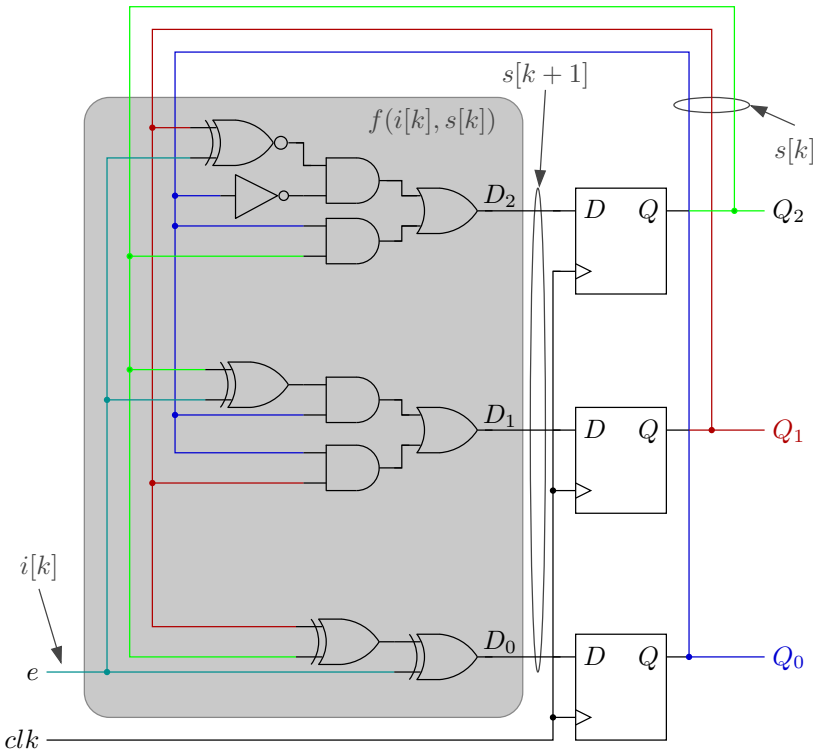 s[k + 1]
f(i[k], s[k])
s[k]
D₂
D Q
Q₂
D₁
D Q
Q₁
i[k]
D₀
D Q
Q₀
e
clk